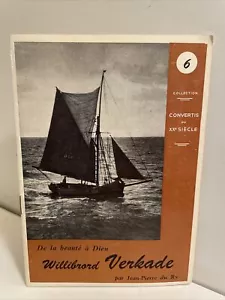 6
COLLECTION
CONVERTIS
DU
XXe SIÈCLE
De la beauté à Dieu
Willibrord Verkade
par Jean-Pierre du Ry